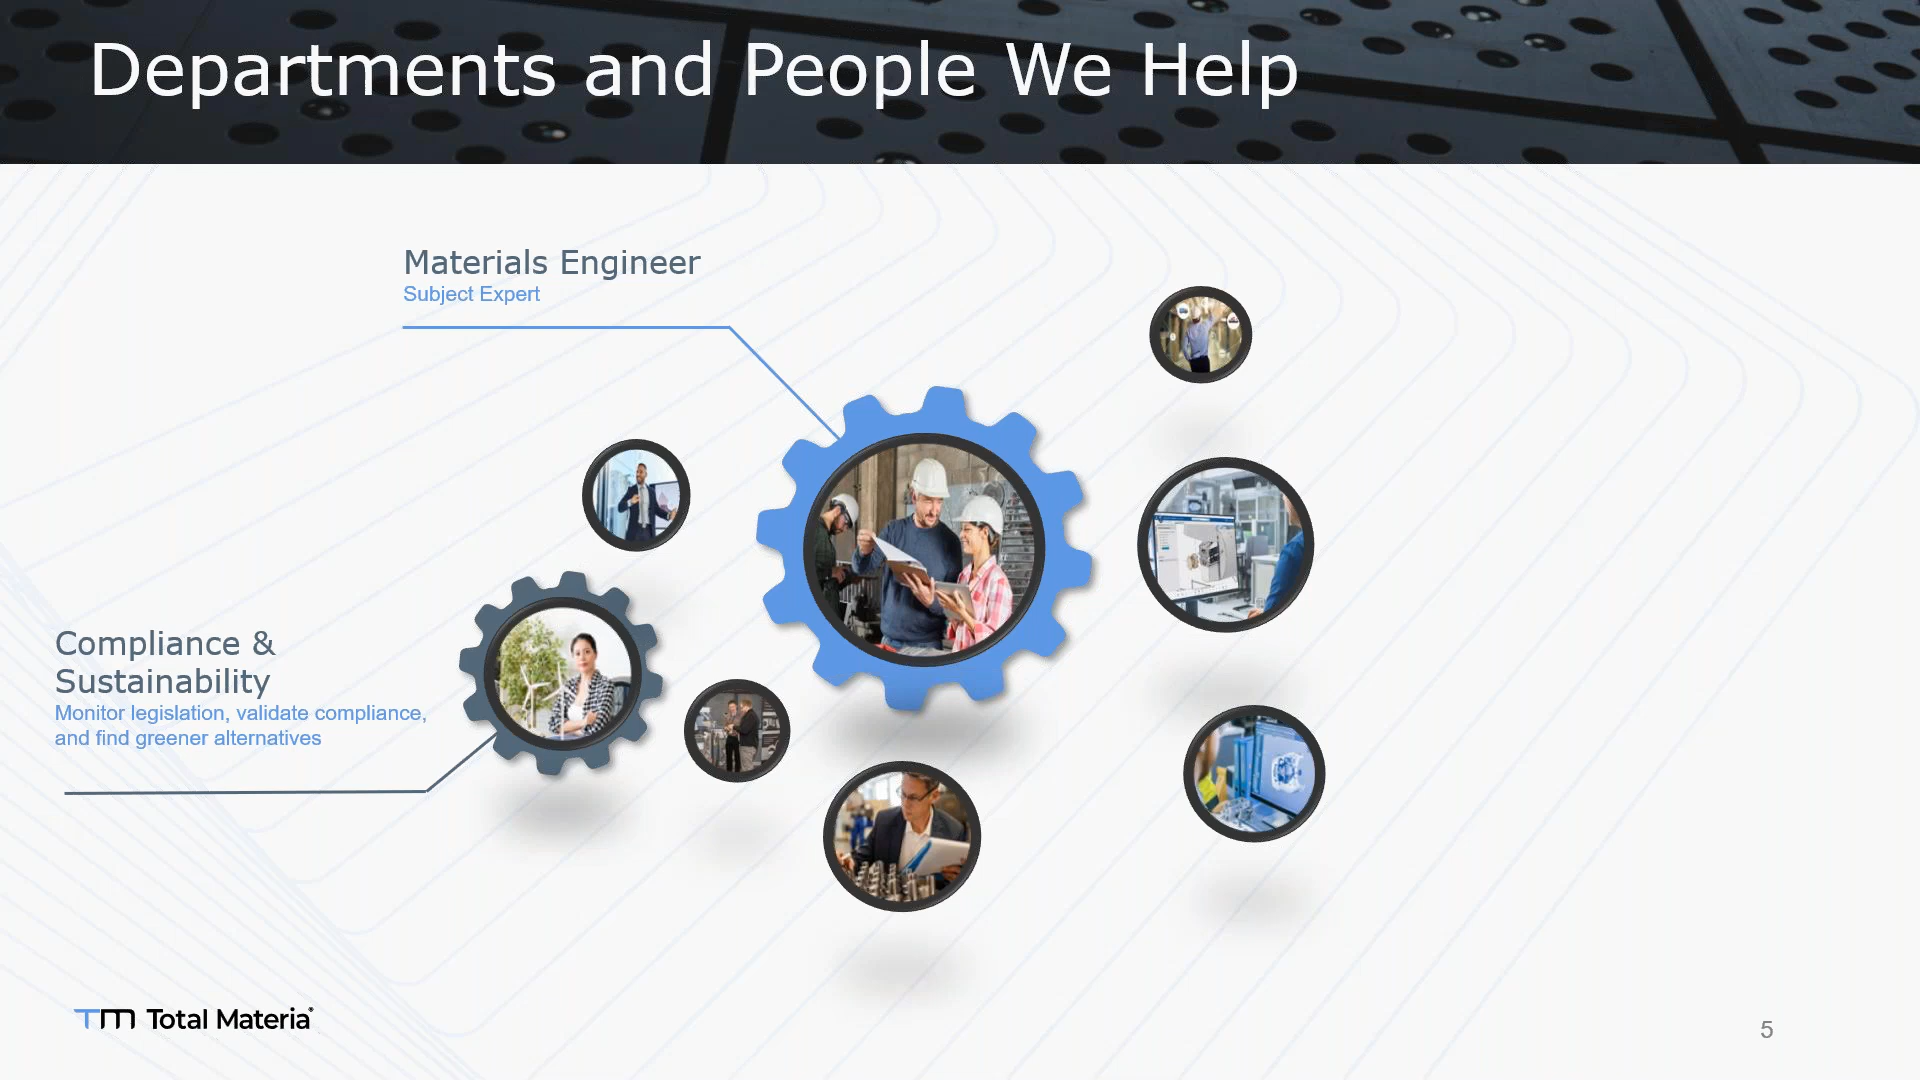 Departments and People We Help
Materials Engineer
Subject Expert
Compliance &
Sustainability
Monitor legislation, validate compliance,
and find greener alternatives
TM Total Materia®
5